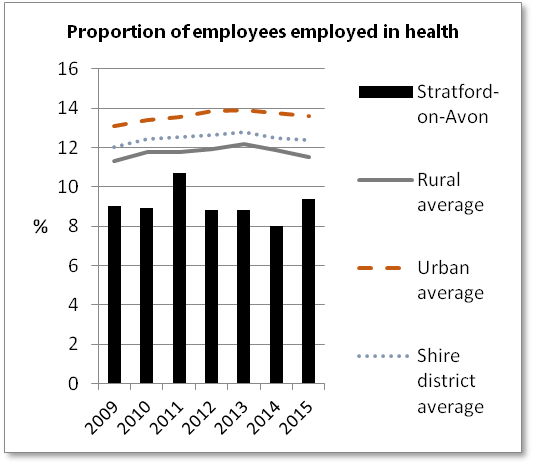 Proportion of employees employed in health
16
14
12
10
8
6
4
2
0
%
2009
2010
2011
2012
2013
2014
2015
Stratford-
on-Avon
Rural
average
Urban
average
Shire
district
average